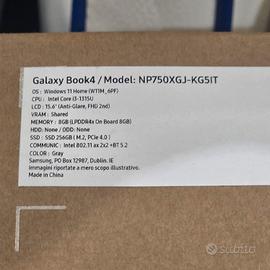 Galaxy Book4 / Model: NP750XGJ-KG5IT
OS : Windows 11 Home (W11M_6PF)
CPU : Intel Core i3-1315U
LCD : 15.6" (Anti-Glare, FHD 2nd)
VRAM : Shared
MEMORY : 8GB (LPDDR4x On Board 8GB)
HDD: None / ODD : None
SSD : SSD 256GB ( M.2, PCIe 4.0 )
COMMUNIC : Intel 802.11 ax 2x2 +BT 5.2
COLOR : Gray
Samsung, PO Box 12987, Dublin. IE
Immagini riportate a mero scopo illustrativo.
Made in China
Subito